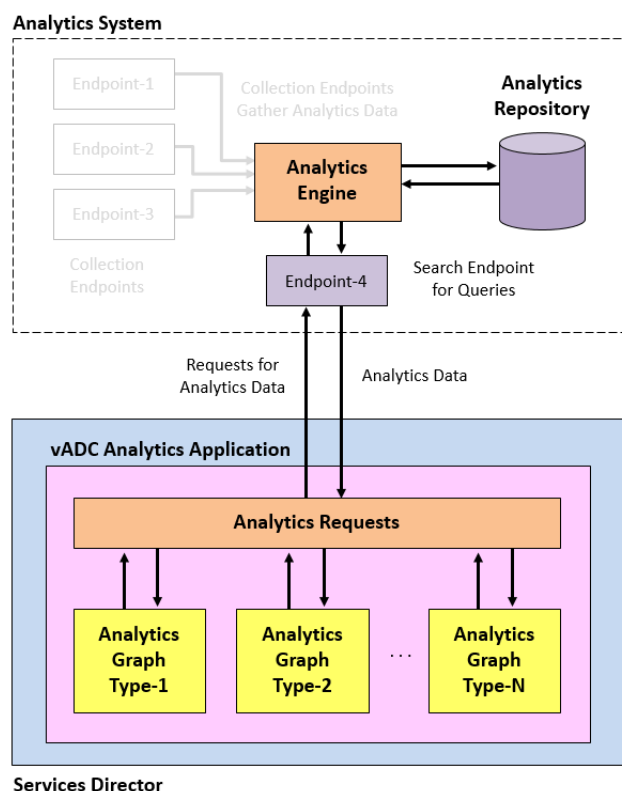 Analytics System
Endpoint-1
Endpoint-2
Endpoint-3
Collection
Endpoints
Collection Endpoints
Gather Analytics Data
Analytics
Repository
Analytics
Engine
Endpoint-4
Search Endpoint
for Queries
Requests for
Analytics Data
Analytics Data
vADC Analytics Application
Analytics Requests
Analytics
Graph
Type-1
Analytics
Graph
Type-2
...
Analytics
Graph
Type-N
Services Director